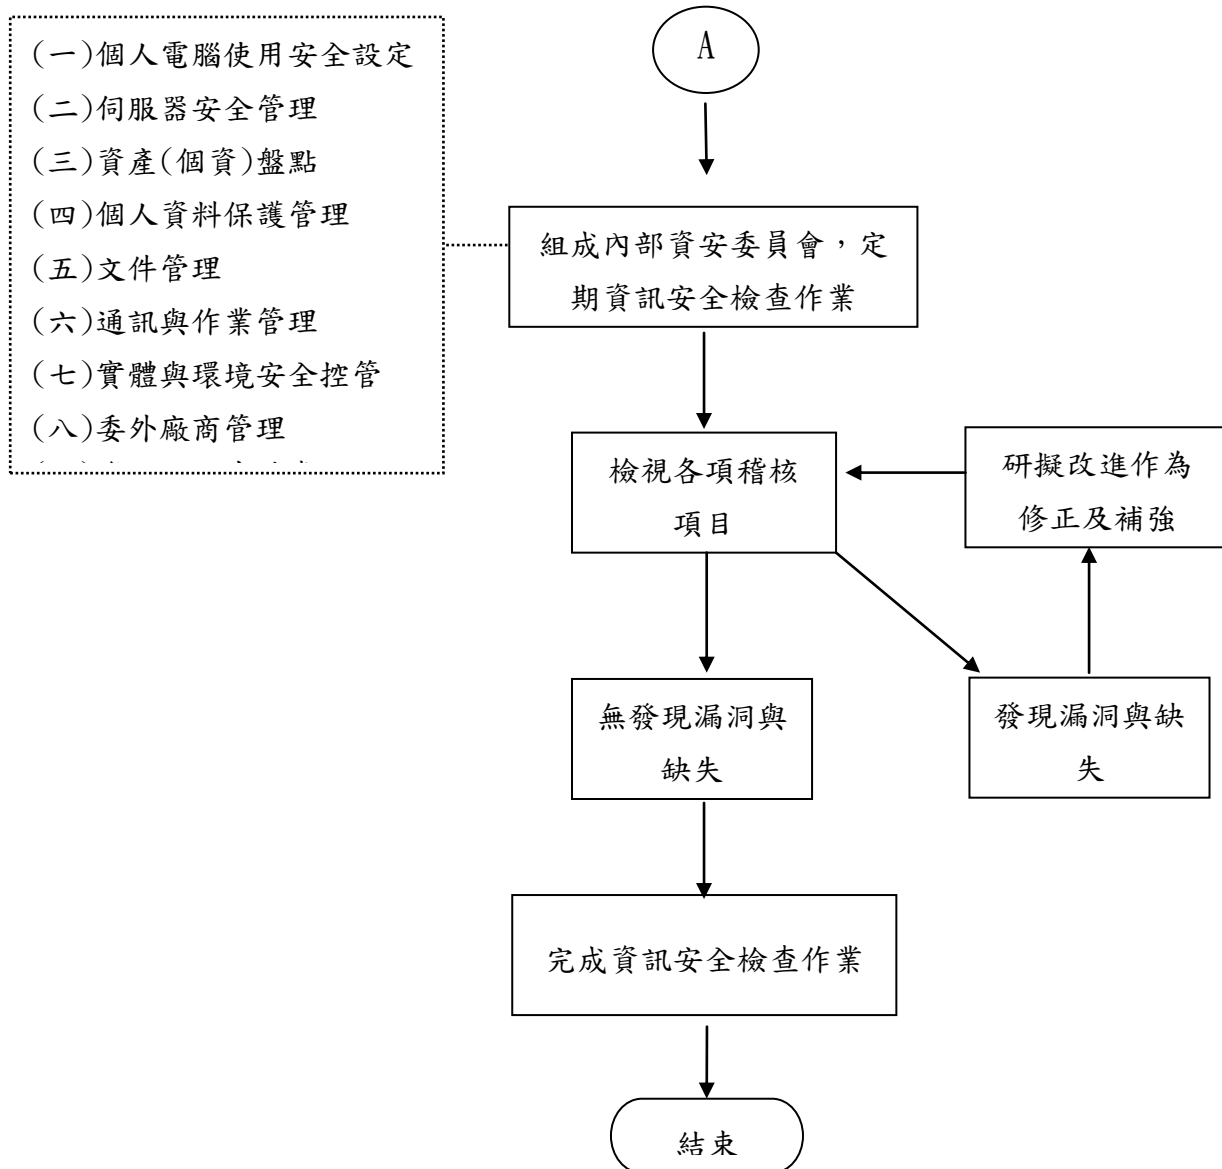 (一)個人電腦使用安全設定
(二)伺服器安全管理
(三)資產(個資)盤點
(四)個人資料保護管理
(五)文件管理
(六)通訊與作業管理
(七)實體與環境安全控管
(八)委外廠商管理
A
組成內部資安委員會，定
期資訊安全檢查作業
檢視各項稽核
項目
研擬改進作為
修正及補強
無發現漏洞與
缺失
發現漏洞與缺
失
完成資訊安全檢查作業
結束